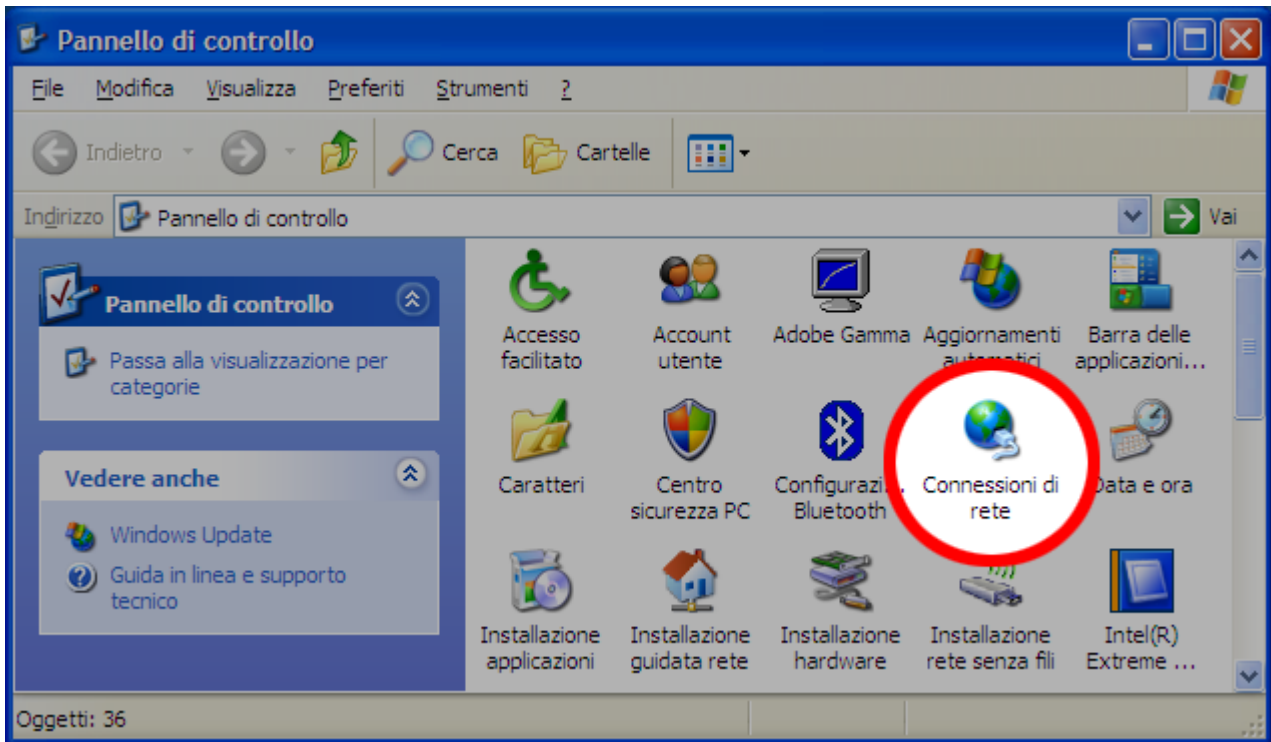 Pannello di controllo
File Modifica Visualizza Preferiti Strumenti ?
Indietro Cerca Cartelle
Indirizzo Pannello di controllo Vai
Pannello di controllo
Passa alla visualizzazione per
categorie
Vedere anche
Windows Update
Guida in linea e supporto
tecnico
Accesso
facilitato
Account
utente
Adobe Gamma
Aggiornamenti
automatici
Barra delle
applicazioni...
Caratteri
Centro
sicurezza PC
Configurazi...
Bluetooth
Connessioni di
rete
Data e ora
Installazione
applicazioni
Installazione
guidata rete
Installazione
hardware
Installazione
rete senza fili
Intel(R)
Extreme ...
Oggetti: 36